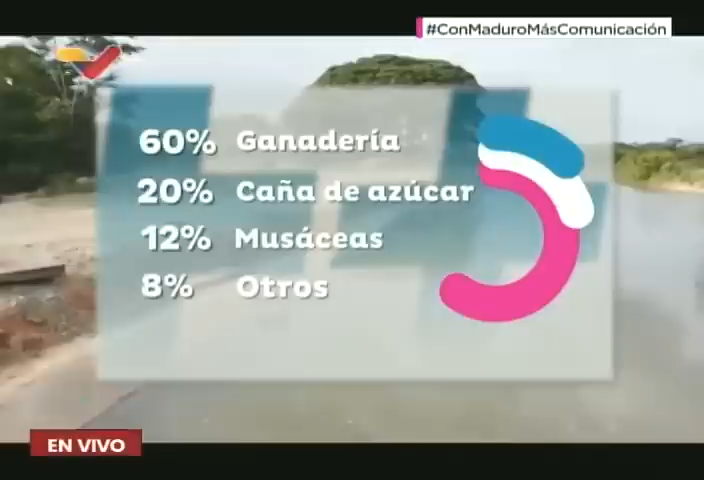 #ConMaduroMásComunicación
60% Ganadería
20% Caña de azúcar
12% Musáceas
8% Otros
EN VIVO